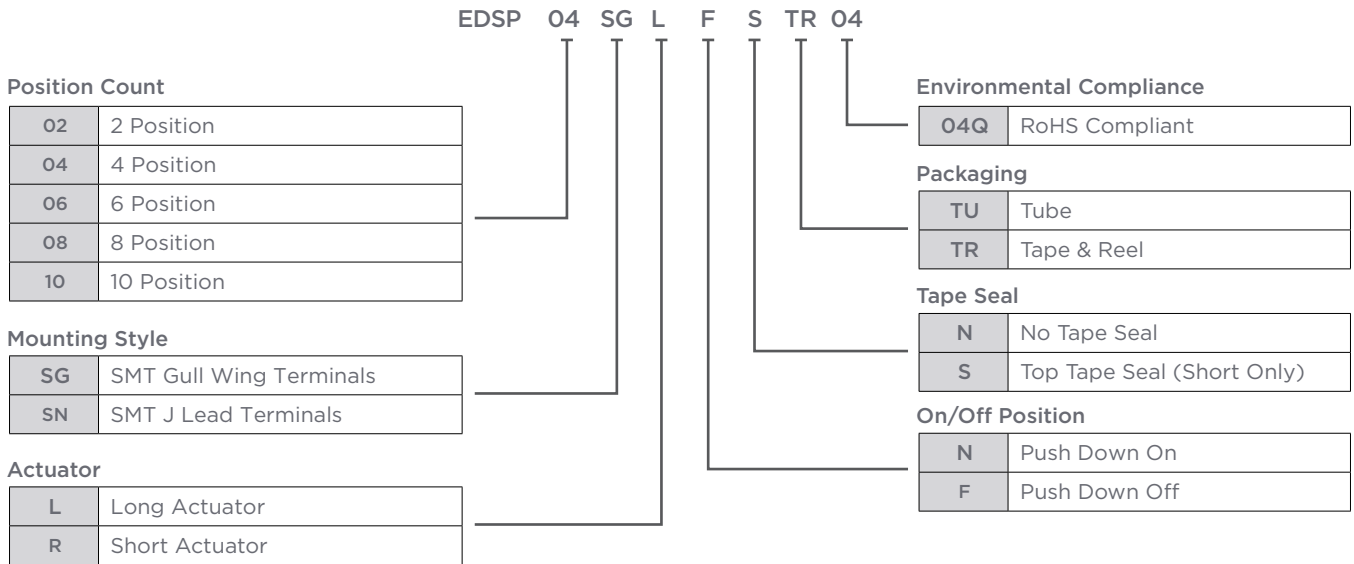 EDSP 04 SG L F S TR 04
Position Count
02 2 Position
04 4 Position
06 6 Position
08 8 Position
10 10 Position
Mounting Style
SG SMT Gull Wing Terminals
SN SMT J Lead Terminals
Actuator
L Long Actuator
R Short Actuator
Environmental Compliance
04Q RoHS Compliant
Packaging
TU Tube
TR Tape & Reel
Tape Seal
N No Tape Seal
S Top Tape Seal (Short Only)
On/Off Position
N Push Down On
F Push Down Off